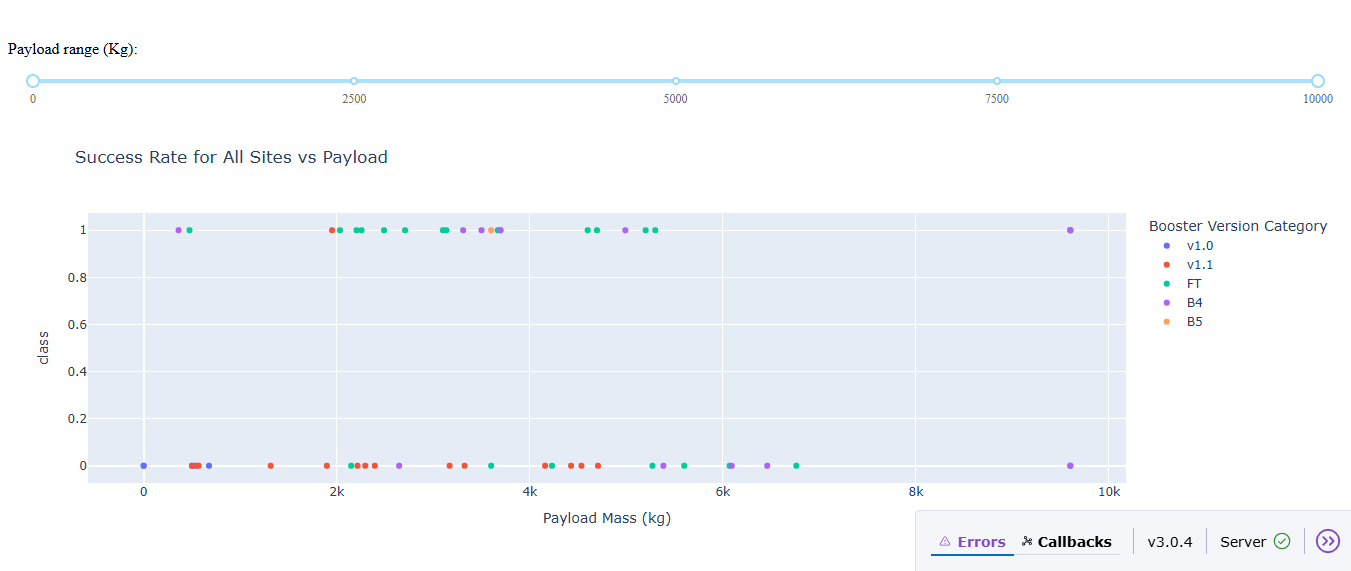 Payload range (Kg):
0 2500 5000 7500 10000
Success Rate for All Sites vs Payload
Booster Version Category
v1.0
v1.1
FT
B4
B5
class
1
0.8
0.6
0.4
0.2
0
0 2k 4k 6k 8k 10k
Payload Mass (kg)
Errors Callbacks v3.0.4 Server